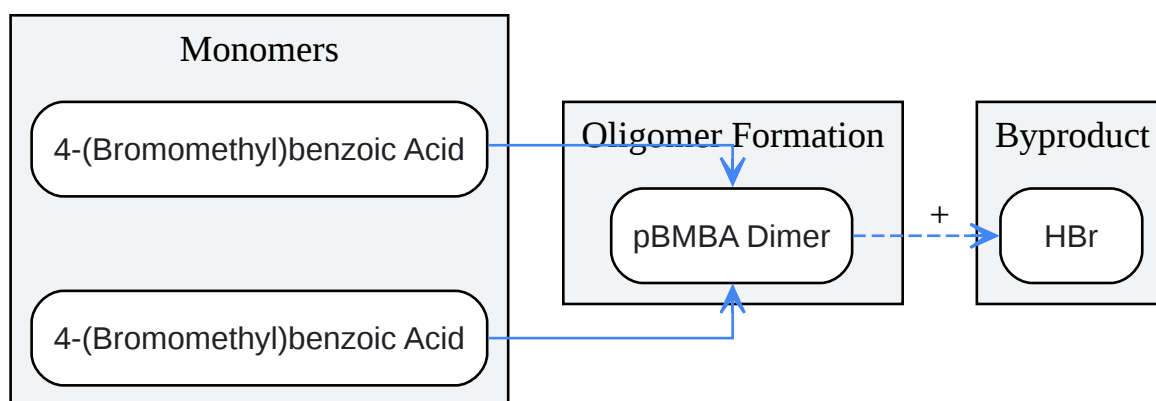 Monomers
4-(Bromomethyl)benzoic Acid
4-(Bromomethyl)benzoic Acid
Oligomer Formation
pBMBA Dimer
+
Byproduct
HBr